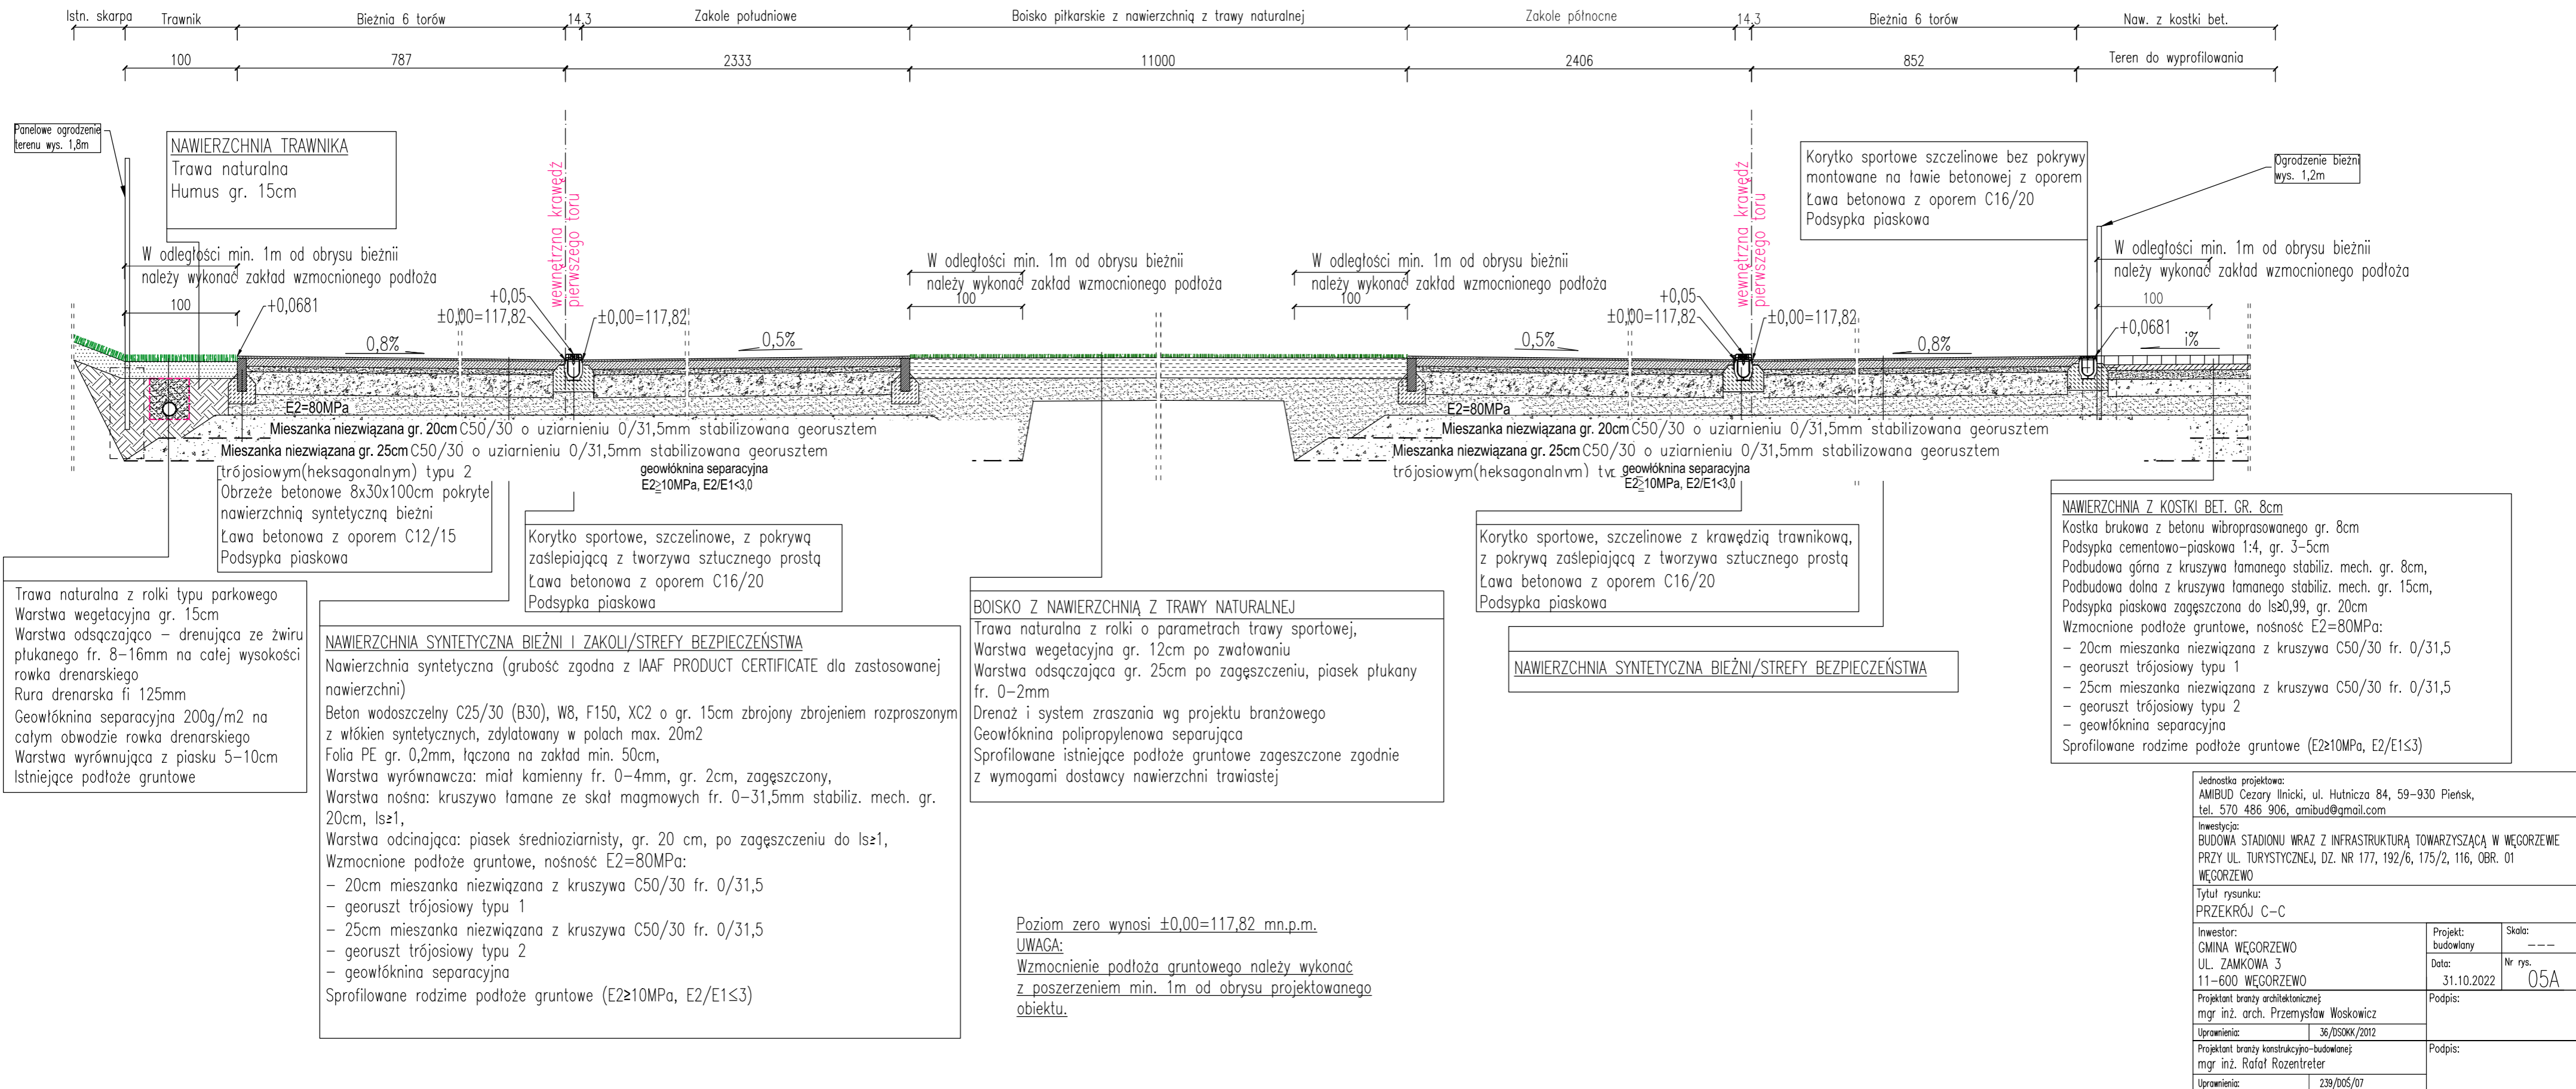 Istn. skarpa
Trawnik
Bieżnia 6 torów
14,3
Zakole południowe
Boisko piłkarskie z nawierzchnią z trawy naturalnej
Zakole północne
14,3
Bieżnia 6 torów
Naw. z kostki bet.
100
787
2333
11000
2406
852
Teren do wyprofilowania
Panelowe ogrodzenie
terenu wys. 1,8m
NAWIERZCHNIA TRAWNIKA
Trawa naturalna
Humus gr. 15cm
wewnętrzna krawędź
pierwszego toru
wewnętrzna krawędź
pierwszego toru
Korytko sportowe szczelinowe bez pokrywy
montowane na ławie betonowej z oporem
Ława betonowa z oporem C16/20
Podsypka piaskowa
Ogrodzenie bieżni
wys. 1,2m
W odległości min. 1m od obrysu bieżnii
należy wykonać zakład wzmocnionego podłoża
100
W odległości min. 1m od obrysu bieżnii
należy wykonać zakład wzmocnionego podłoża
100
W odległości min. 1m od obrysu bieżnii
należy wykonać zakład wzmocnionego podłoża
100
W odległości min. 1m od obrysu bieżnii
należy wykonać zakład wzmocnionego podłoża
100
+0,0681
+0,05
±0,00=117,82
±0,00=117,82
+0,05
±0,00=117,82
±0,00=117,82
+0,0681
0,8%
0,5%
0,5%
0,8%
i%
E2=80MPa
Mieszanka niezwiązana gr. 20cm C50/30 o uziarnieniu 0/31,5mm stabilizowana georusztem
Mieszanka niezwiązana gr. 25cm C50/30 o uziarnieniu 0/31,5mm stabilizowana georusztem
trójosiowym(heksagonalnym) typu 2
geowłóknina separacyjna
E2≥10MPa, E2/E1<3,0
E2=80MPa
Mieszanka niezwiązana gr. 20cm C50/30 o uziarnieniu 0/31,5mm stabilizowana georusztem
Mieszanka niezwiązana gr. 25cm C50/30 o uziarnieniu 0/31,5mm stabilizowana georusztem
trójosiowym(heksagonalnym)
geowłóknina separacyjna
E2≥10MPa, E2/E1<3,0
Obrzeże betonowe 8x30x100cm pokryte
nawierzchnią syntetyczną bieżni
Ława betonowa z oporem C12/15
Podsypka piaskowa
Korytko sportowe, szczelinowe, z pokrywą
zaślepiającą z tworzywa sztucznego prostą
Ława betonowa z oporem C16/20
Podsypka piaskowa
Korytko sportowe, szczelinowe z krawędzią trawnikową,
z pokrywą zaślepiającą z tworzywa sztucznego prostą
Ława betonowa z oporem C16/20
Podsypka piaskowa
Trawa naturalna z rolki typu parkowego
Warstwa wegetacyjna gr. 15cm
Warstwa odsączająco – drenująca ze żwiru
płukanego fr. 8–16mm na całej wysokości
rowka drenarskiego
Rura drenarska fi 125mm
Geowłóknina separacyjna 200g/m2 na
całym obwodzie rowka drenarskiego
Warstwa wyrównująca z piasku 5–10cm
Istniejące podłoże gruntowe
NAWIERZCHNIA SYNTETYCZNA BIEŻNI I ZAKOLI/STREFY BEZPIECZEŃSTWA
Nawierzchnia syntetyczna (grubość zgodna z IAAF PRODUCT CERTIFICATE dla zastosowanej
nawierzchni)
Beton wodoszczelny C25/30 (B30), W8, F150, XC2 o gr. 15cm zbrojony zbrojeniem rozproszonym
z włókien syntetycznych, zdylatowany w polach max. 20m2
Folia PE gr. 0,2mm, łączona na zakład min. 50cm,
Warstwa wyrównawcza: miał kamienny fr. 0–4mm, gr. 2cm, zagęszczony,
Warstwa nośna: kruszywo łamane ze skał magmowych fr. 0–31,5mm stabiliz. mech. gr.
20cm, Is≥1,
Warstwa odcinająca: piasek średnioziarnisty, gr. 20 cm, po zagęszczeniu do Is≥1,
Wzmocnione podłoże gruntowe, nośność E2=80MPa:
– 20cm mieszanka niezwiązana z kruszywa C50/30 fr. 0/31,5
– georuszt trójosiowy typu 1
– 25cm mieszanka niezwiązana z kruszywa C50/30 fr. 0/31,5
– georuszt trójosiowy typu 2
– geowłóknina separacyjna
Sprofilowane rodzime podłoże gruntowe (E2≥10MPa, E2/E1≤3)
BOISKO Z NAWIERZCHNIĄ Z TRAWY NATURALNEJ
Trawa naturalna z rolki o parametrach trawy sportowej,
Warstwa wegetacyjna gr. 12cm po zwałowaniu
Warstwa odsączająca gr. 25cm po zagęszczeniu, piasek płukany
fr. 0–2mm
Drenaż i system zraszania wg projektu branżowego
Geowłóknina polipropylenowa separująca
Sprofilowane istniejące podłoże gruntowe zageszczone zgodnie
z wymogami dostawcy nawierzchni trawiastej
NAWIERZCHNIA SYNTETYCZNA BIEŻNI/STREFY BEZPIECZEŃSTWA
NAWIERZCHNIA Z KOSTKI BET. GR. 8cm
Kostka brukowa z betonu wibroprasowanego gr. 8cm
Podsypka cementowo–piaskowa 1:4, gr. 3–5cm
Podbudowa górna z kruszywa łamanego stabiliz. mech. gr. 8cm,
Podbudowa dolna z kruszywa łamanego stabiliz. mech. gr. 15cm,
Podsypka piaskowa zagęszczona do Is≥0,99, gr. 20cm
Wzmocnione podłoże gruntowe, nośność E2=80MPa:
– 20cm mieszanka niezwiązana z kruszywa C50/30 fr. 0/31,5
– georuszt trójosiowy typu 1
– 25cm mieszanka niezwiązana z kruszywa C50/30 fr. 0/31,5
– georuszt trójosiowy typu 2
– geowłóknina separacyjna
Sprofilowane rodzime podłoże gruntowe (E2≥10MPa, E2/E1≤3)
Poziom zero wynosi ±0,00=117,82 mn.p.m.
UWAGA:
Wzmocnienie podłoża gruntowego należy wykonać
z poszerzeniem min. 1m od obrysu projektowanego
obiektu.
Jednostka projektowa:
AMIBUD Cezary Ilnicki, ul. Hutnicza 84, 59–930 Pieńsk,
tel. 570 486 906, amibud@gmail.com
Inwestycja:
BUDOWA STADIONU WRAZ Z INFRASTRUKTURĄ TOWARZYSZĄCĄ W WĘGORZEWIE
PRZY UL. TURYSTYCZNEJ, DZ. NR 177, 192/6, 175/2, 116, OBR. 01
WĘGORZEWO
Tytuł rysunku:
PRZEKRÓJ C–C
Inwestor:
GMINA WĘGORZEWO
UL. ZAMKOWA 3
11–600 WĘGORZEWO
Projekt:
budowlany
Skala:
---
Data:
31.10.2022
Nr rys.
05A
Projektant branży architektonicznej:
mgr inż. arch. Przemysław Woskowicz
Podpis:
Uprawnienia:
36/DSOKK/2012
Projektant branży konstrukcyjno–budowlanej:
mgr inż. Rafał Rozentreter
Podpis:
Uprawnienia:
239/DOŚ/07